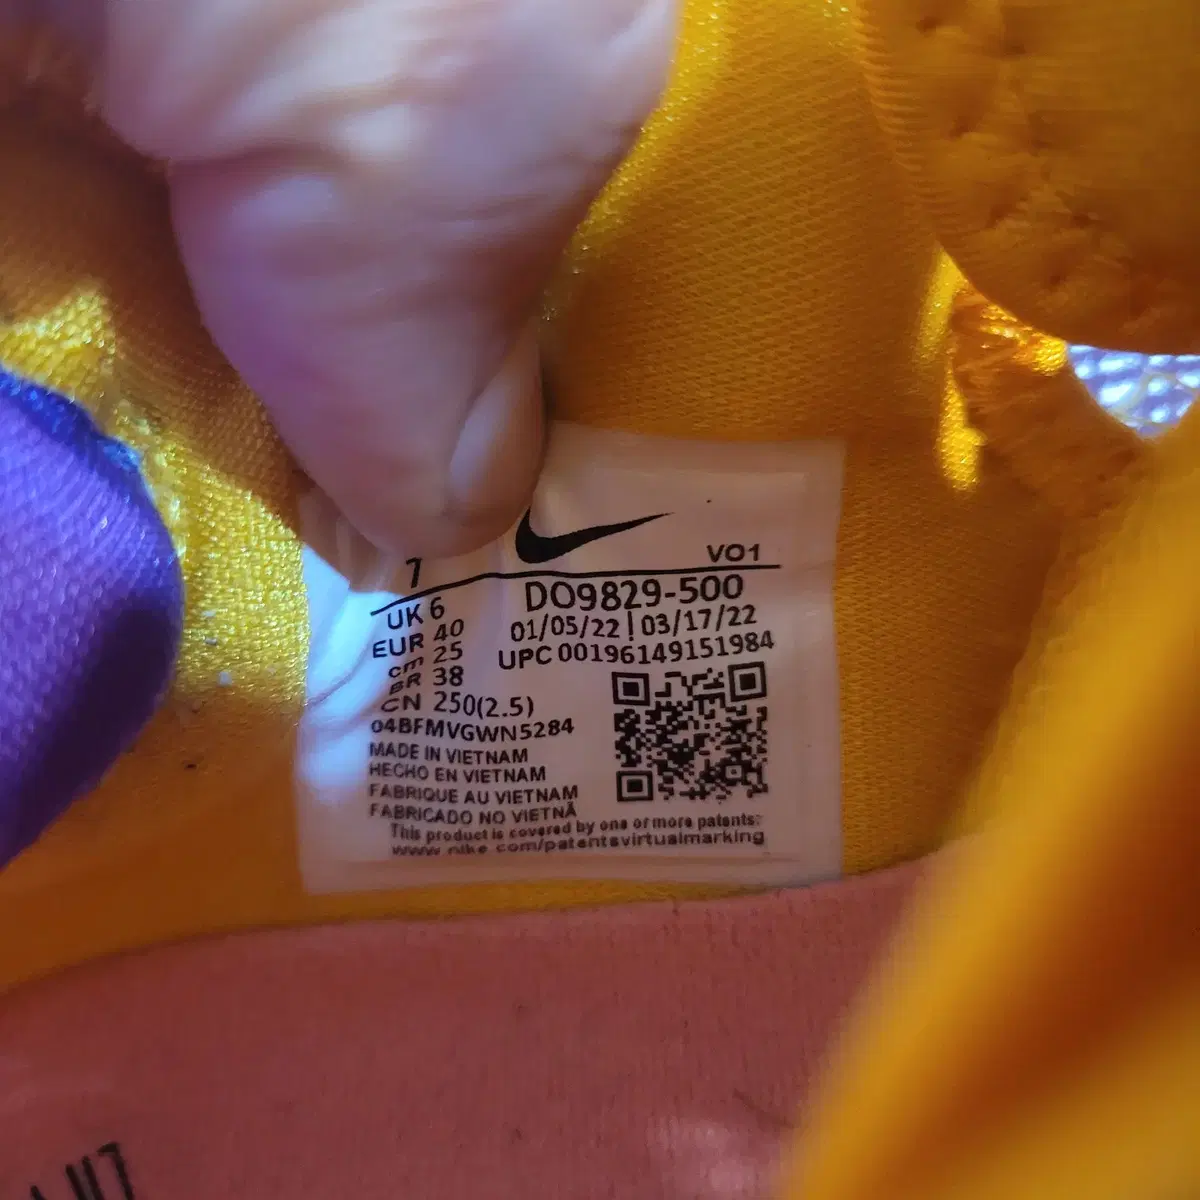 7
VO1
UK 6
EUR 40
cm 25
BR 38
CN 250(2.5)
DO9829-500
01/05/22 | 03/17/22
UPC 00196149151984
04BFMVGWN5284
MADE IN VIETNAM
HECHO EN VIETNAM
FABRIQUE AU VIETNAM
FABRICADO NO VIETNÃ
This product is covered by one or more patents:
www.nike.com/patentsvirtualmarking